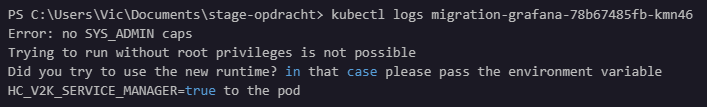 PS C:\Users\Vic\Documents\stage-opdracht> kubectl logs migration-grafana-78b67485fb-kmn46
Error: no SYS_ADMIN caps
Trying to run without root privileges is not possible
Did you try to use the new runtime? in that case please pass the environment variable
HC_V2K_SERVICE_MANAGER=true to the pod